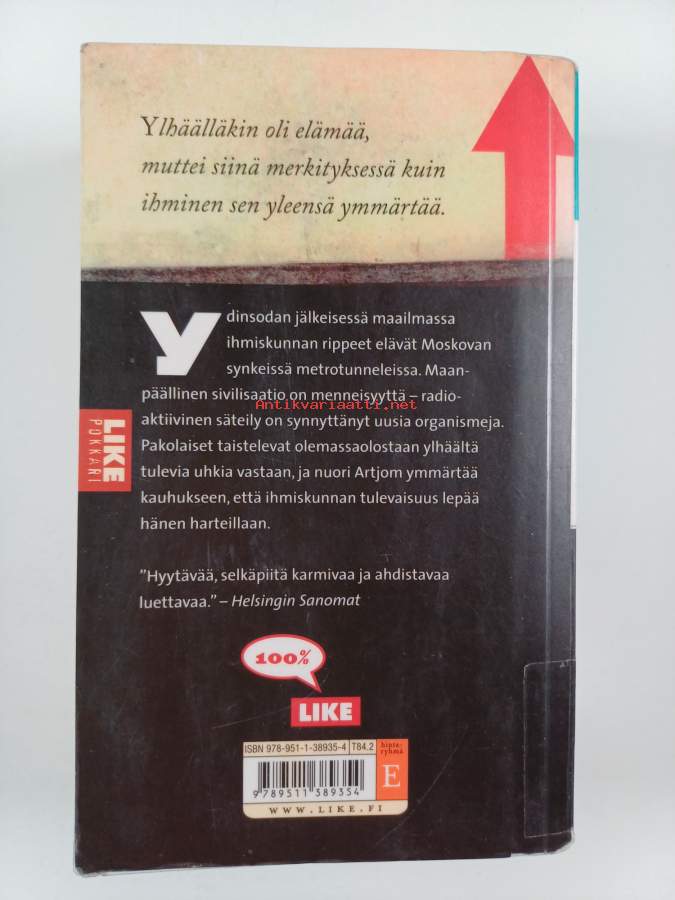 Ylhäälläkin oli elämää,
muttei siinä merkityksessä kuin
ihminen sen yleensä ymmärtää.
Ydinsodan jälkeisessä maailmassa
ihmiskunnan rippeet elävät Moskovan
synkeissä metrotunneleissa. Maan-
päällinen sivilisaatio on menneisyyttä – radio-
Antikvariaatti.net
aktiivinen säteily on synnyttänyt uusia organismeja.
Pakolaiset taistelevat olemassaolostaan ylhäältä
tulevia uhkia vastaan, ja nuori Artjom ymmärtää
kauhukseen, että ihmiskunnan tulevaisuus lepää
hänen harteillaan.
LIKE
POKKARI
”Hyytävää, selkäpiitä karmivaa ja ahdistavaa
luettavaa.” – Helsingin Sanomat
100%
LIKE
ISBN 978-951-1-38935-4 T84.2
hinta-
ryhmä
E
9 789511 389354
WWW.LIKE.FI